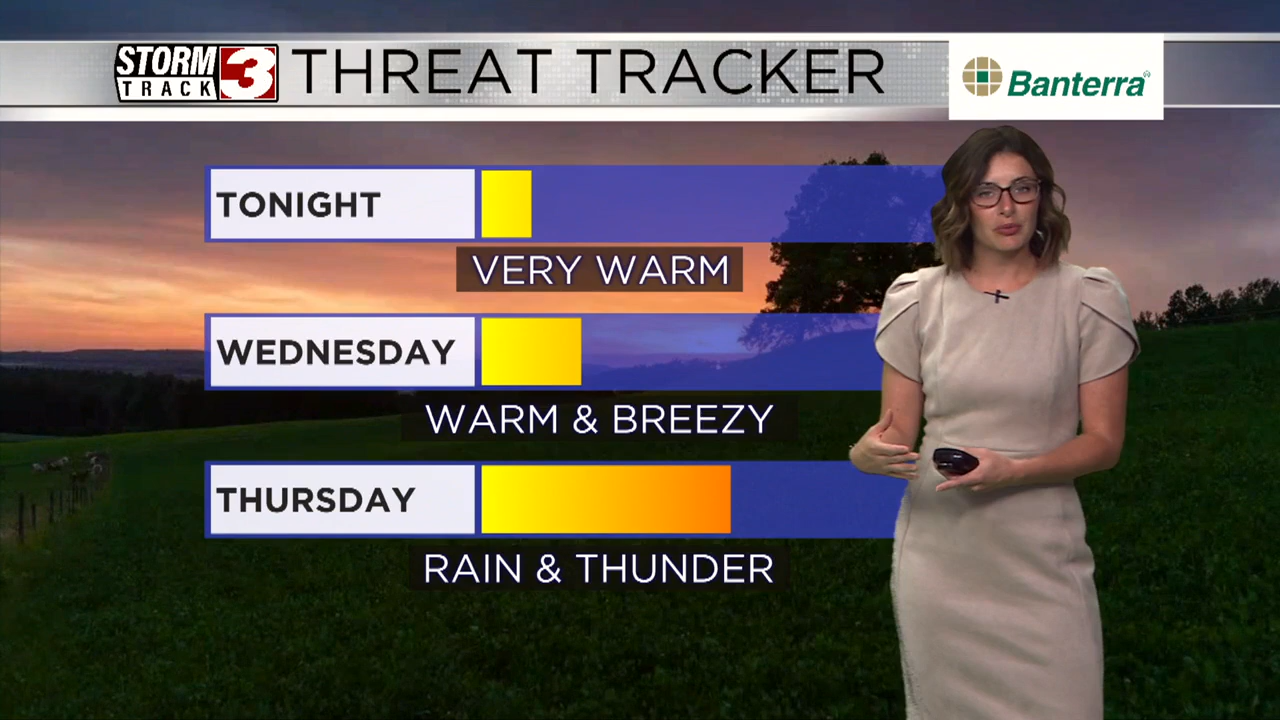 STORM TRACK 3
THREAT TRACKER
Banterra
TONIGHT
VERY WARM
WEDNESDAY
WARM & BREEZY
THURSDAY
RAIN & THUNDER